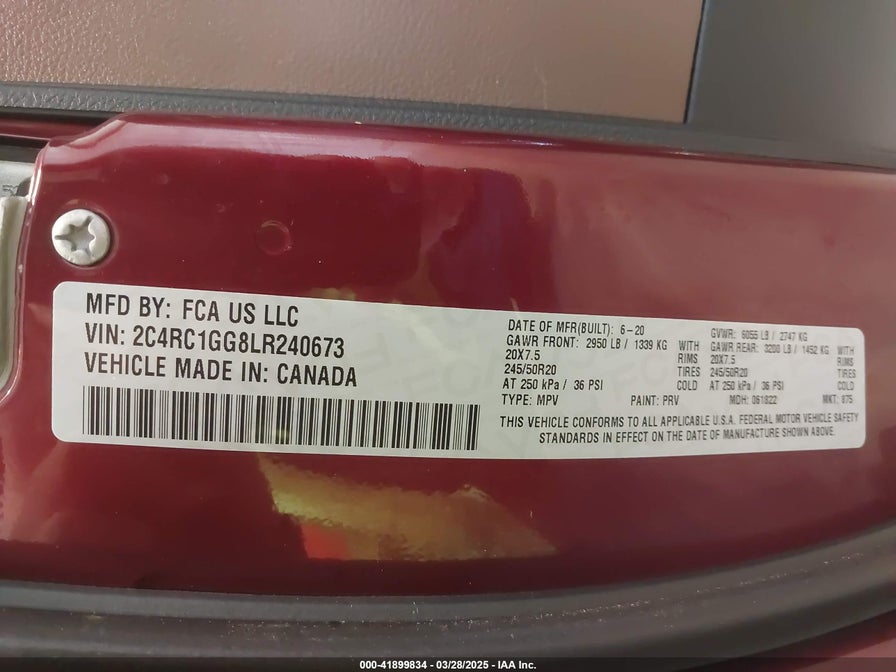 MFD BY: FCA US LLC
VIN: 2C4RC1GG8LR240673
VEHICLE MADE IN: CANADA
DATE OF MFR(BUILT): 6-20
GAWR FRONT: 2950 LB / 1339 KG WITH
20X7.5 RIMS
245/50R20 TIRES
AT 250 kPa / 36 PSI COLD
TYPE: MPV PAINT: PRV
GVWR: 6055 LB / 2747 KG
GAWR REAR: 3200 LB / 1452 KG WITH
20X7.5 RIMS
245/50R20 TIRES
AT 250 kPa / 36 PSI COLD
MDH: 061822 MKT: 875
THIS VEHICLE CONFORMS TO ALL APPLICABLE U.S.A. FEDERAL MOTOR VEHICLE SAFETY
STANDARDS IN EFFECT ON THE DATE OF MANUFACTURE SHOWN ABOVE.
000-41899834 - 03/28/2025 - IAA Inc.